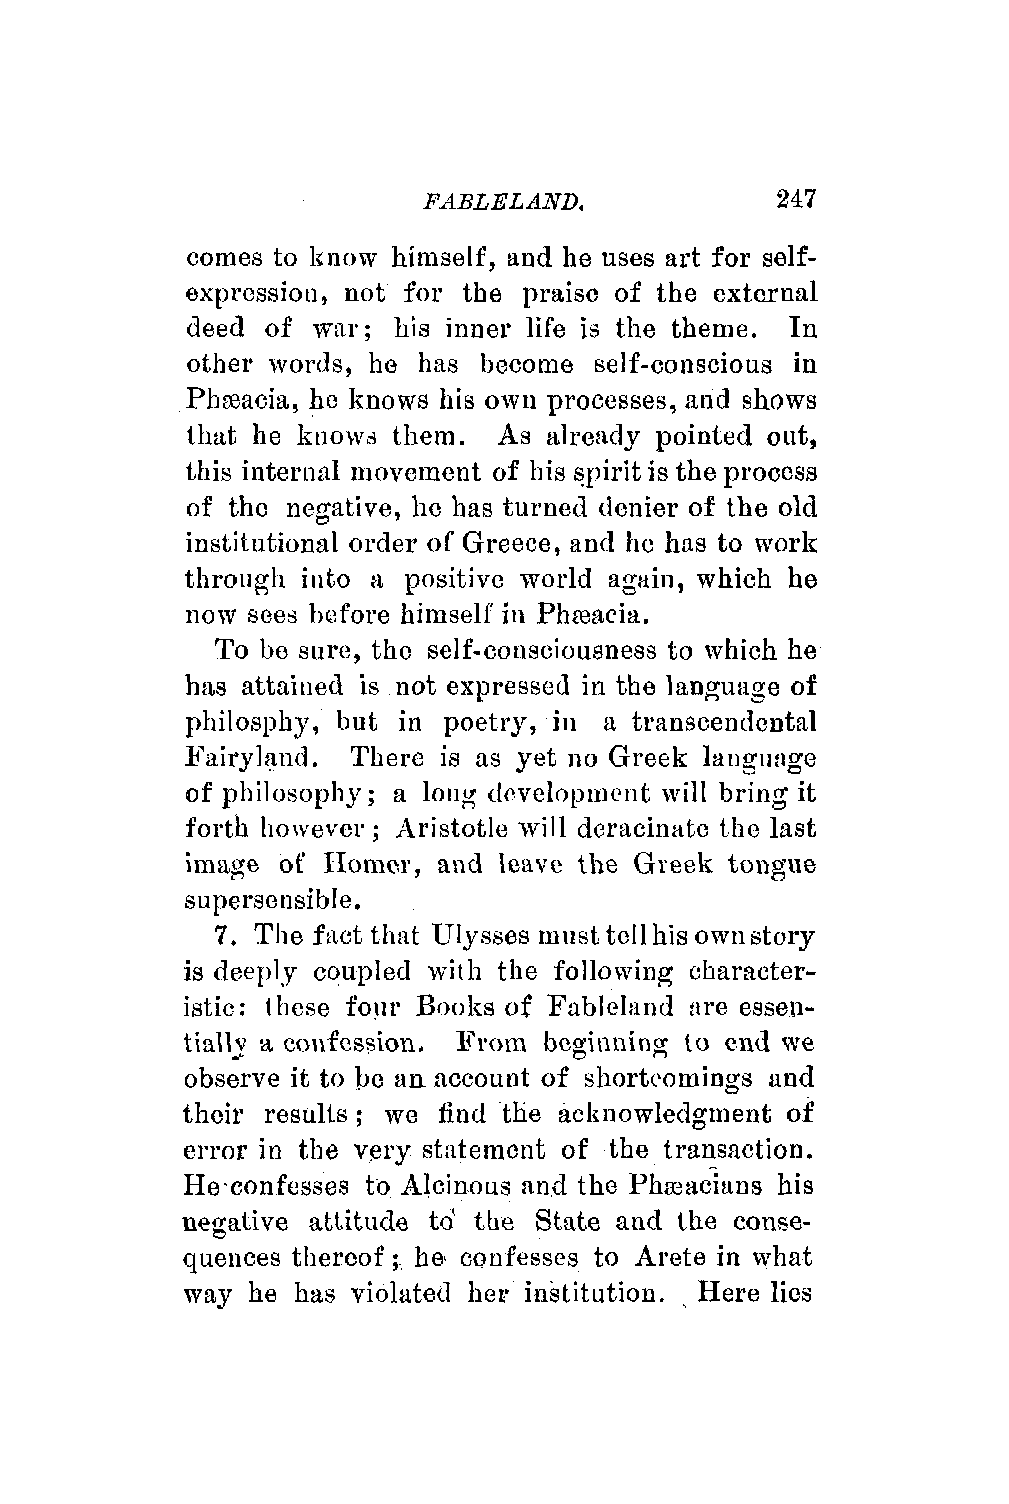 FABLELAND. 247
comes to know himself, and he uses art for self-
expression, not for the praise of the external
deed of war; his inner life is the theme. In
other words, he has become self-conscious in
Phæacia, he knows his own processes, and shows
that he knows them. As already pointed out,
this internal movement of his spirit is the process
of the negative, he has turned denier of the old
institutional order of Greece, and he has to work
through into a positive world again, which he
now sees before himself in Phæacia.
To be sure, the self-consciousness to which he
has attained is not expressed in the language of
philosphy, but in poetry, in a transcendental
Fairyland. There is as yet no Greek language
of philosophy; a long development will bring it
forth however; Aristotle will deracinate the last
image of Homer, and leave the Greek tongue
supersensible.
7. The fact that Ulysses must tell his own story
is deeply coupled with the following character-
istic: these four Books of Fableland are essen-
tially a confession. From beginning to end we
observe it to be an account of shortcomings and
their results; we find the acknowledgment of
error in the very statement of the transaction.
He confesses to Alcinous and the Phæacians his
negative attitude to the State and the conse-
quences thereof; he confesses to Arete in what
way he has violated her institution. Here lies